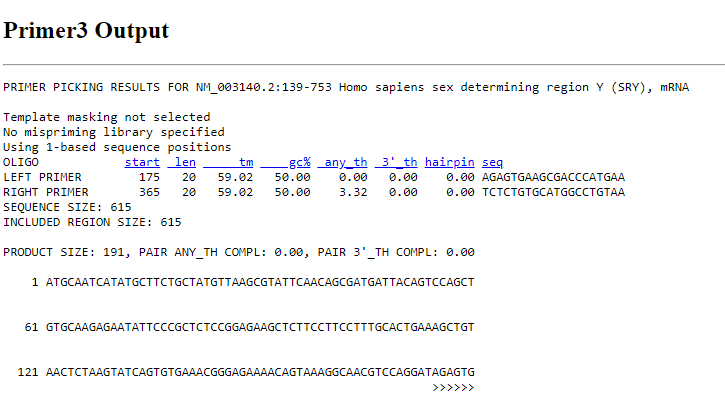 Primer3 Output
PRIMER PICKING RESULTS FOR NM_003140.2:139-753 Homo sapiens sex determining region Y (SRY), mRNA
Template masking not selected
No mispriming library specified
Using 1-based sequence positions
OLIGO start len tm gc% any_th 3'_th hairpin seq
LEFT PRIMER 175 20 59.02 50.00 0.00 0.00 0.00 AGAGTGAAGCGACCCATGAA
RIGHT PRIMER 365 20 59.02 50.00 3.32 0.00 0.00 TCTCTGTGCATGGCCTGTAA
SEQUENCE SIZE: 615
INCLUDED REGION SIZE: 615
PRODUCT SIZE: 191, PAIR ANY_TH COMPL: 0.00, PAIR 3'_TH COMPL: 0.00
1 ATGCAATCATATGCTTCTGCTATGTTAAGCGTATTCAACAGCGATGATTACAGTCCAGCT
61 GTGCAAGAGAATATTCCCGCTCTCCGGAGAAGCTCTTCCTTCCTTTGCACTGAAAGCTGT
121 AACTCTAAGTATCAGTGTGAAACGGGAGAAAACAGTAAAGGCAACGTCCAGGATAGAGTG
>>>>>>